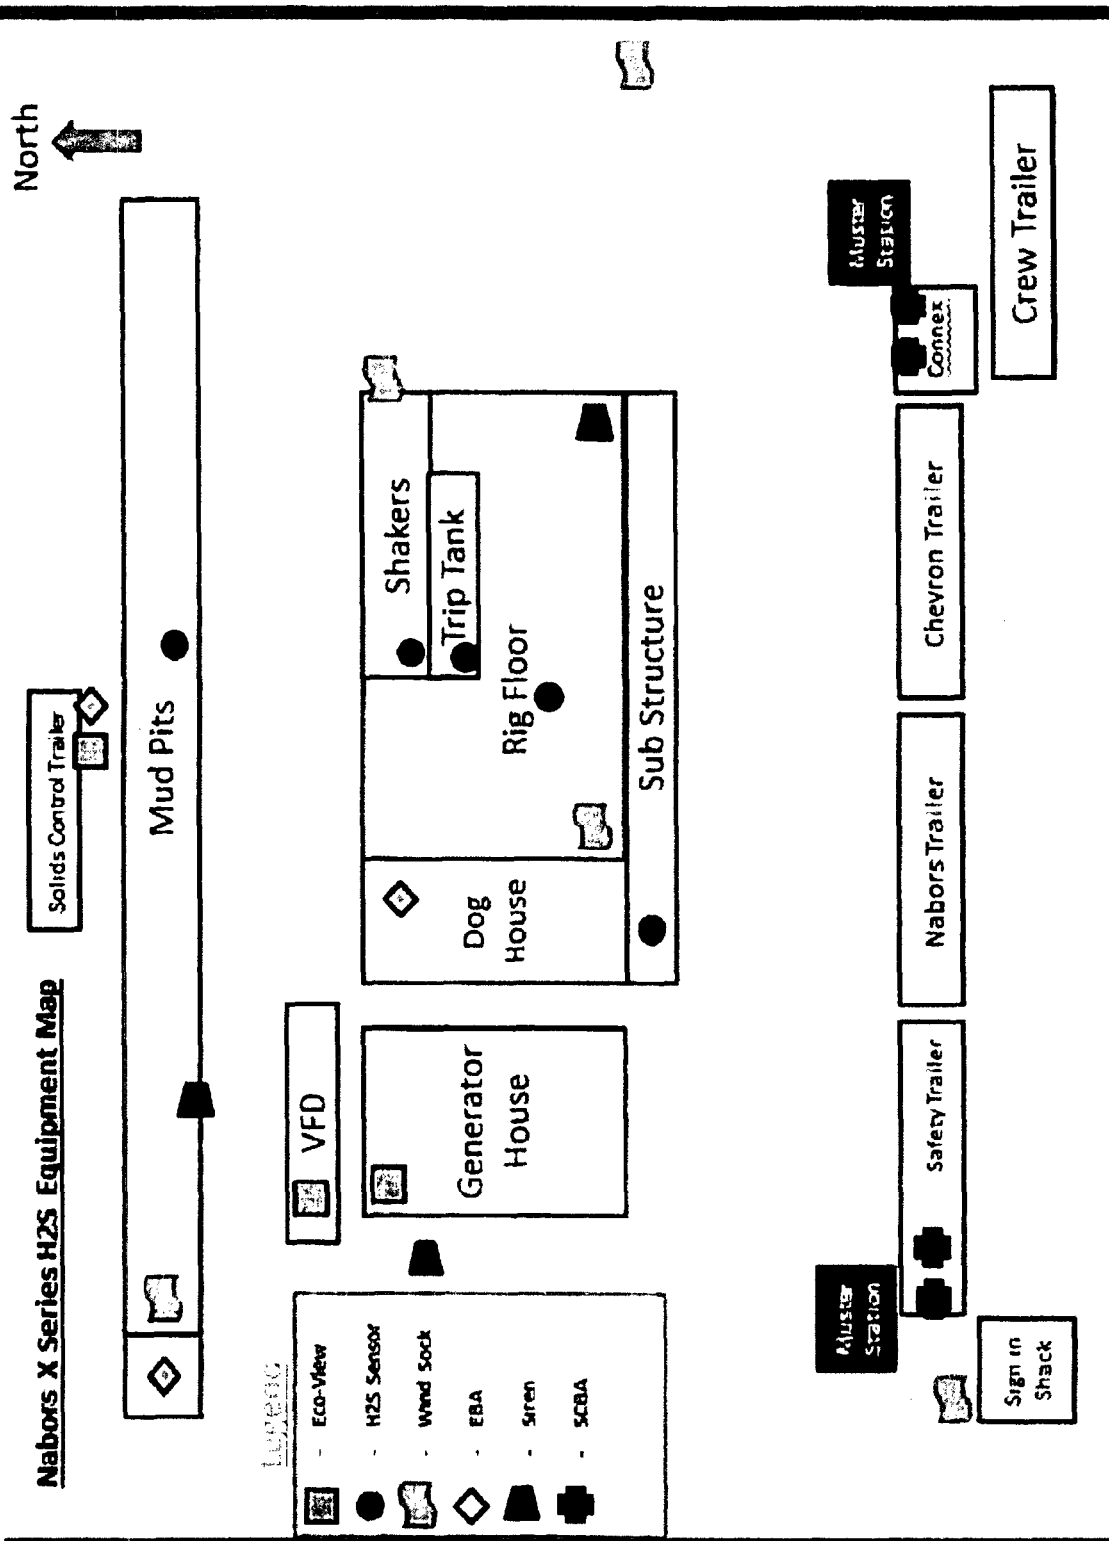 Nabors X Series H2S Equipment Map
North
Solids Control Trailer
Mud Pits
VFD
Generator
House
Dog
House
Shakers
Trip Tank
Rig Floor
Sub Structure
Legend
- Eco-View
- H2S Sensor
- Wind Sock
- EBA
- Siren
- SCBA
Muster
Station
Sign in
Shack
Safety Trailer
Nabors Trailer
Chevron Trailer
Connex
Muster
Station
Crew Trailer